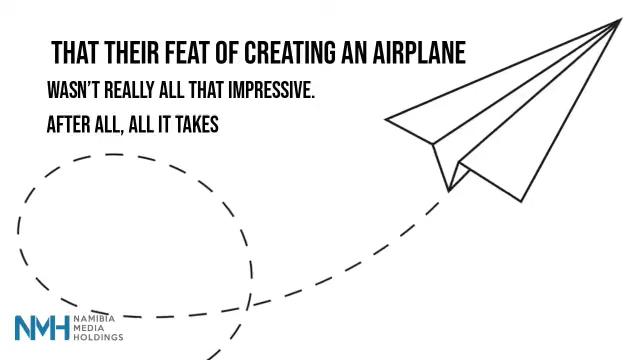 THAT THEIR FEAT OF CREATING AN AIRPLANE
WASN'T REALLY ALL THAT IMPRESSIVE.
AFTER ALL, ALL IT TAKES
NMH NAMIBIA
MEDIA
HOLDINGS